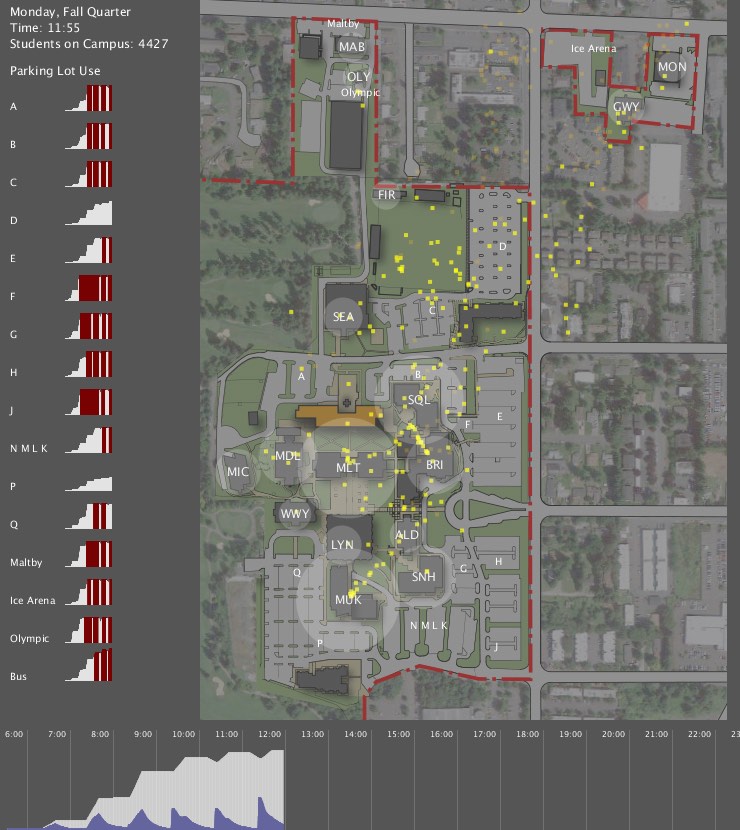 Monday, Fall Quarter
Time: 11:55
Students on Campus: 4427
Parking Lot Use
A
B
C
D
E
F
G
H
J
N M L K
P
Q
Maltby
Ice Arena
Olympic
Bus
Maltby
MAB
OLY
Olympic
Ice Arena
MON
GWY
FIR
D
SEA
C
A
B
SQL
E
F
MDL
MIC
MLT
BRI
WWY
LYN
ALD
Q
G
H
SNH
MUK
N M L K
P
J
6:00 7:00 8:00 9:00 10:00 11:00 12:00 13:00 14:00 15:00 16:00 17:00 18:00 19:00 20:00 21:00 22:00 23